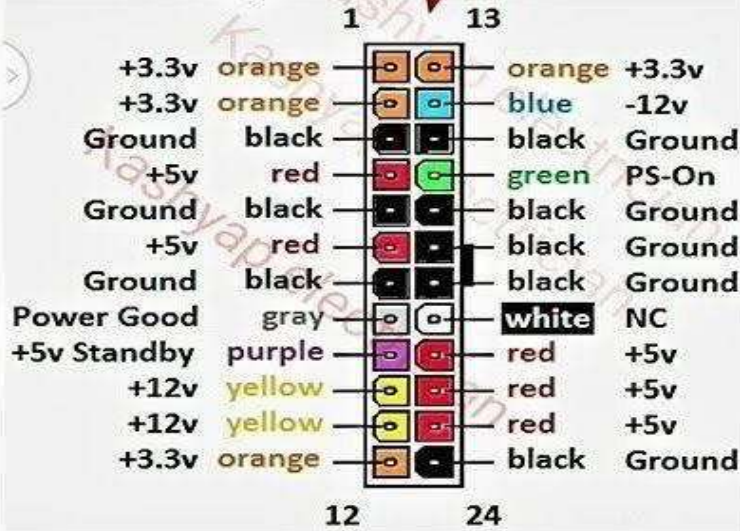 1 13
+3.3v orange orange +3.3v
+3.3v orange blue -12v
Ground black black Ground
+5v red green PS-On
Ground black black Ground
+5v red black Ground
Ground black black Ground
Power Good gray white NC
+5v Standby purple red +5v
+12v yellow red +5v
+12v yellow red +5v
+3.3v orange black Ground
12 24
Kashyap electrician